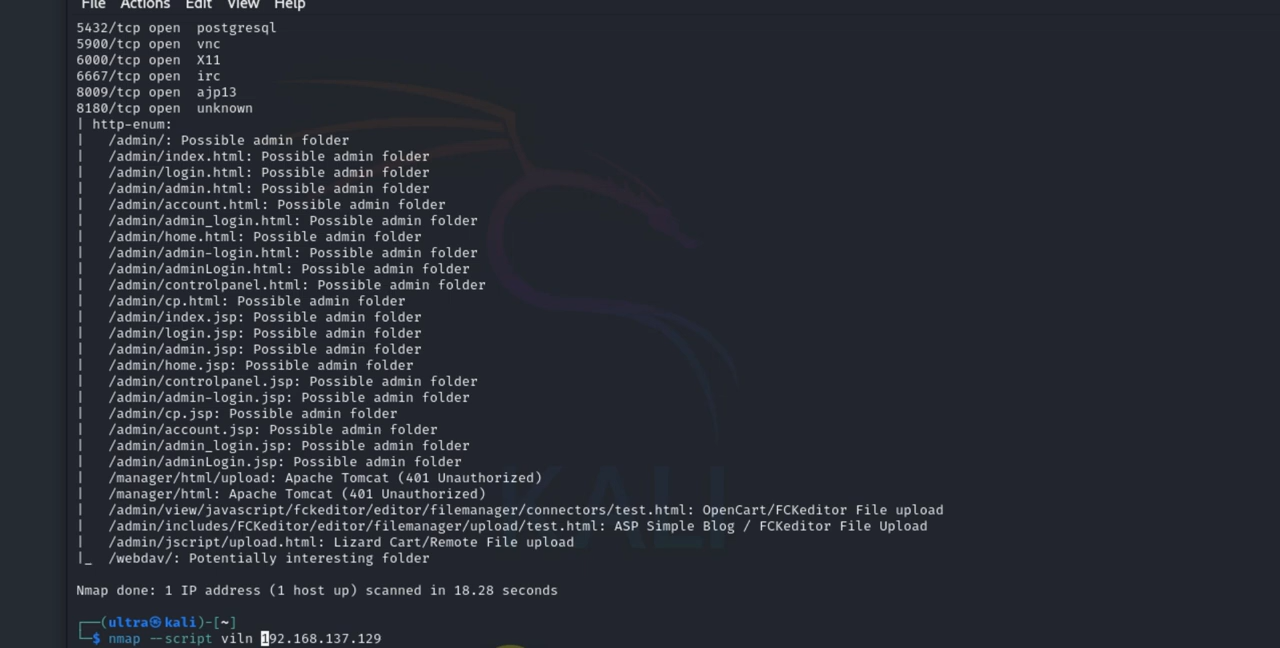 File Actions Edit View Help
5432/tcp open  postgresql
5900/tcp open  vnc
6000/tcp open  X11
6667/tcp open  irc
8009/tcp open  ajp13
8180/tcp open  unknown
| http-enum:
|   /admin/: Possible admin folder
|   /admin/index.html: Possible admin folder
|   /admin/login.html: Possible admin folder
|   /admin/admin.html: Possible admin folder
|   /admin/account.html: Possible admin folder
|   /admin/admin_login.html: Possible admin folder
|   /admin/home.html: Possible admin folder
|   /admin/admin-login.html: Possible admin folder
|   /admin/adminLogin.html: Possible admin folder
|   /admin/controlpanel.html: Possible admin folder
|   /admin/cp.html: Possible admin folder
|   /admin/index.jsp: Possible admin folder
|   /admin/login.jsp: Possible admin folder
|   /admin/admin.jsp: Possible admin folder
|   /admin/home.jsp: Possible admin folder
|   /admin/controlpanel.jsp: Possible admin folder
|   /admin/admin-login.jsp: Possible admin folder
|   /admin/cp.jsp: Possible admin folder
|   /admin/account.jsp: Possible admin folder
|   /admin/admin_login.jsp: Possible admin folder
|   /admin/adminLogin.jsp: Possible admin folder
|   /manager/html/upload: Apache Tomcat (401 Unauthorized)
|   /manager/html: Apache Tomcat (401 Unauthorized)
|   /admin/view/javascript/fckeditor/editor/filemanager/connectors/test.html: OpenCart/FCKeditor File upload
|   /admin/includes/FCKeditor/editor/filemanager/upload/test.html: ASP Simple Blog / FCKeditor File Upload
|   /admin/jscript/upload.html: Lizard Cart/Remote File upload
|_  /webdav/: Potentially interesting folder
Nmap done: 1 IP address (1 host up) scanned in 18.28 seconds
┌──(ultra㉿kali)-[~]
└─$ nmap --script viln 192.168.137.129
KALI